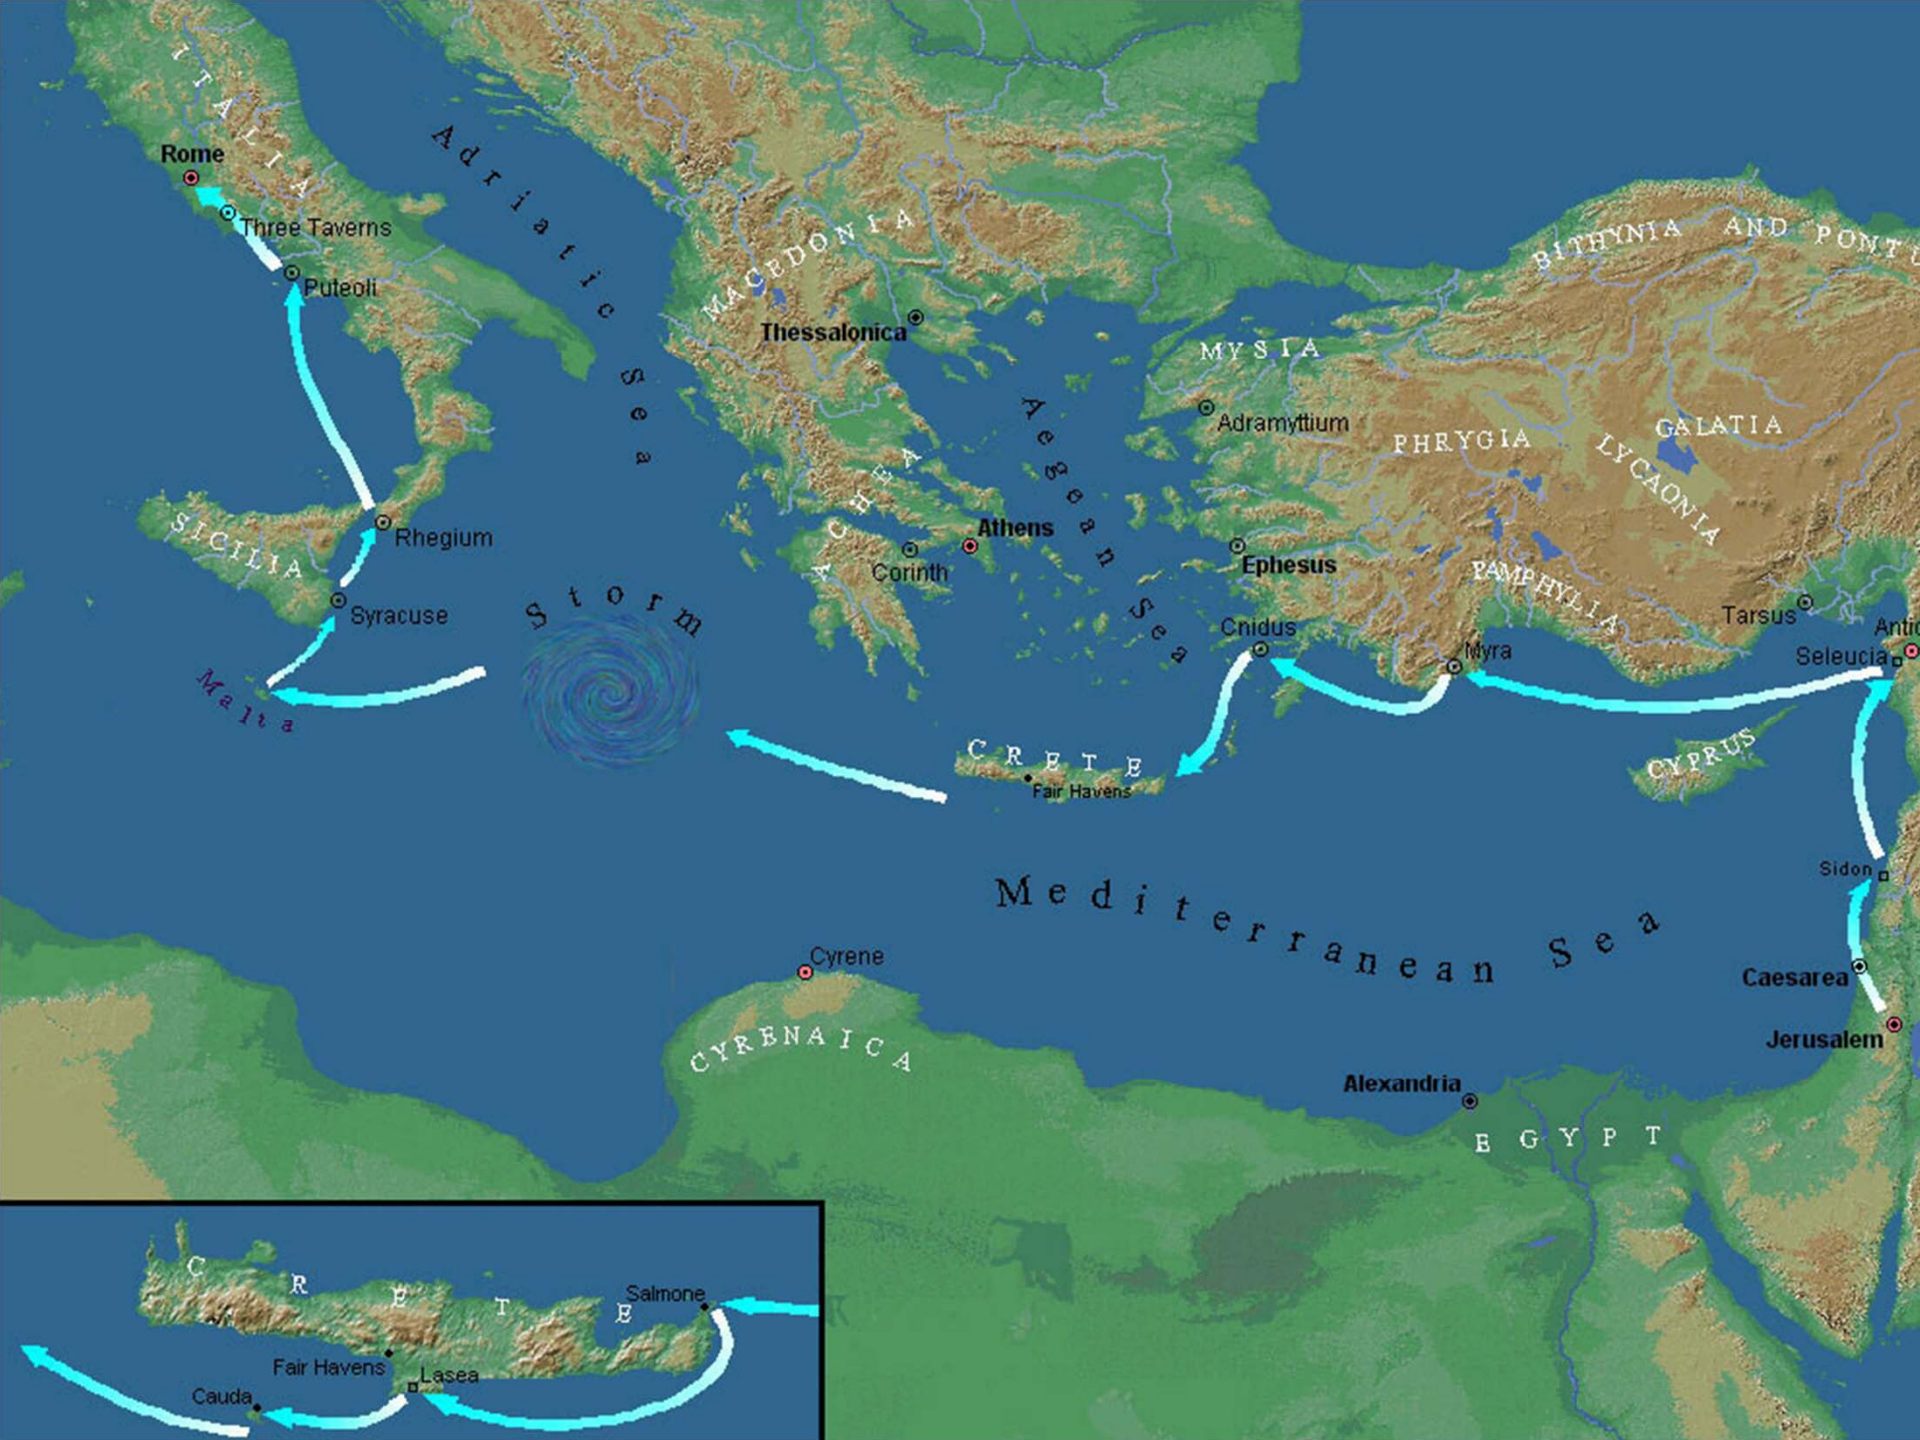 ITALIA
Adriatic Sea
Rome
Three Taverns
Puteoli
MACEDONIA
Thessalonica
BITHYNIA AND PONTU
MYSIA
Adramyttium
Aegean Sea
PHRYGIA
GALATIA
LYCAONIA
ACHEA
Athens
Corinth
Ephesus
PAMPHYLIA
Tarsus
Antio
Seleucia
SICILIA
Rhegium
Syracuse
Storm
Malta
Cnidus
Myra
CRETE
Fair Havens
CYPRUS
Sidon
Mediterranean Sea
Cyrene
CYRENAICA
Caesarea
Jerusalem
Alexandria
EGYPT
CRETE
Salmone
Fair Havens
Lasea
Cauda